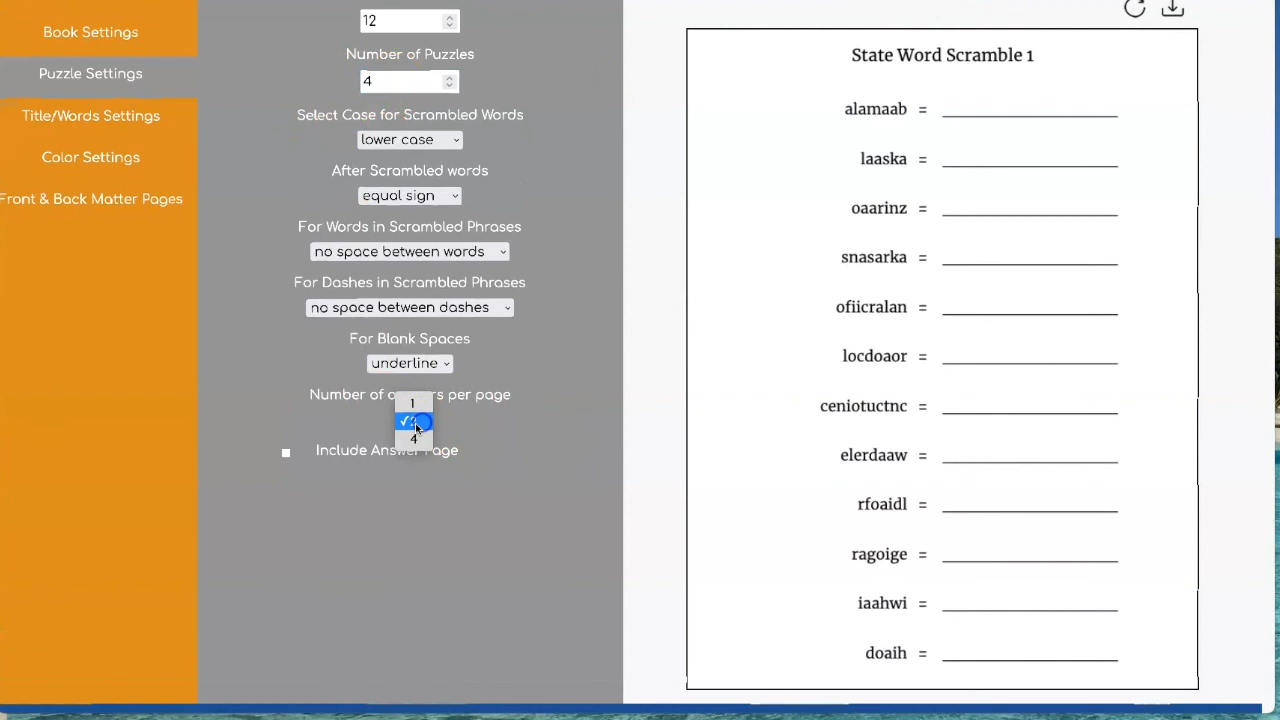 Book Settings
Puzzle Settings
Title/Words Settings
Color Settings
Front & Back Matter Pages
12
Number of Puzzles
4
Select Case for Scrambled Words
lower case
After Scrambled words
equal sign
For Words in Scrambled Phrases
no space between words
For Dashes in Scrambled Phrases
no space between dashes
For Blank Spaces
underline
Number of per page
1
4
Include Page
State Word Scramble 1
alamaab =
laaska =
oaarinz =
snasarka =
ofiicralan =
locdoaor =
ceniotuctnc =
elerdaaw =
rfoaidl =
ragoige =
iaahwi =
doaih =